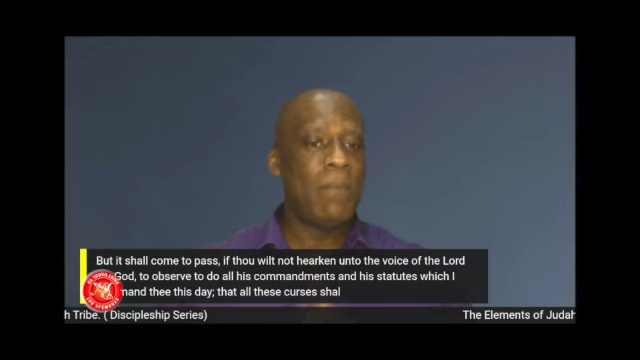 But it shall come to pass, if thou wilt not hearken unto the voice of the Lord
God, to observe to do all his commandments and his statutes which I
mand thee this day; that all these curses shal
h Tribe. ( Discipleship Series)
The Elements of Judah